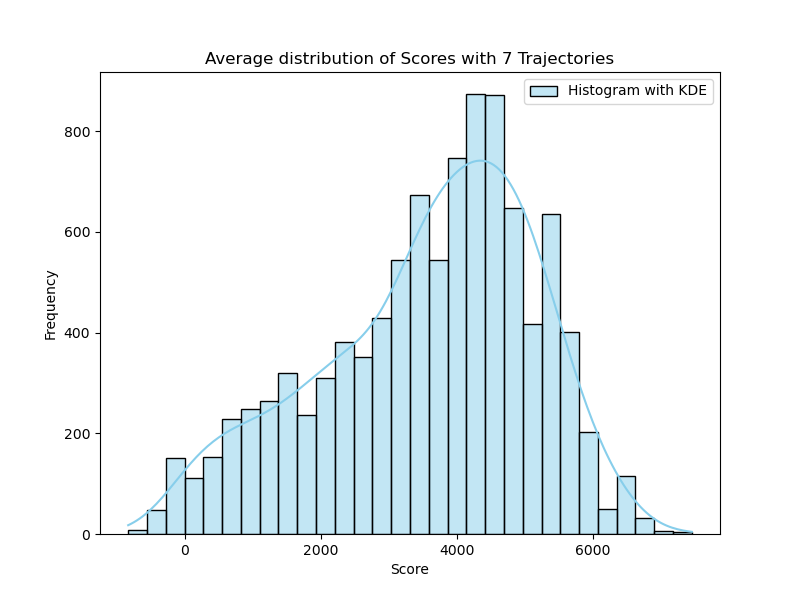 Average distribution of Scores with 7 Trajectories
Histogram with KDE
800
600
400
200
0
Frequency
0 2000 4000 6000
Score